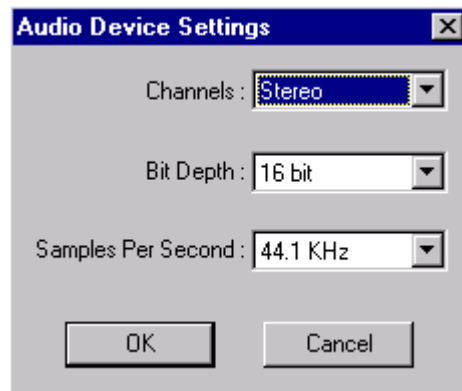 Audio Device Settings
Channels : Stereo
Bit Depth : 16 bit
Samples Per Second : 44.1 KHz
OK Cancel